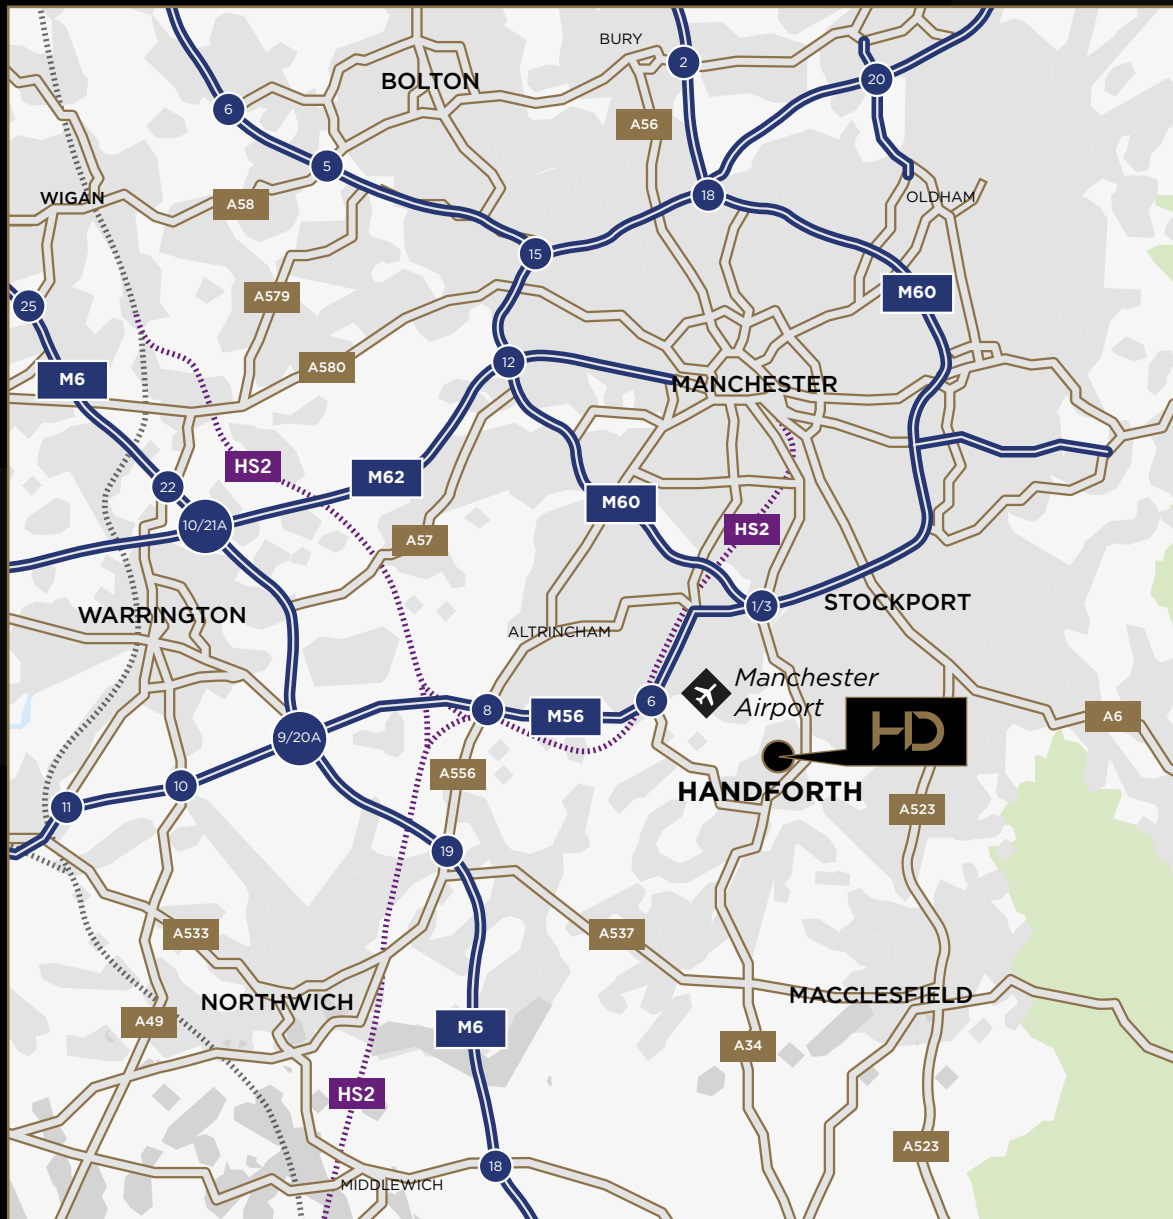 BURY
2
BOLTON
20
6
A56
5
18
WIGAN
A58
OLDHAM
15
A579
M60
25
12
A580
M6
MANCHESTER
HS2
M62
22
M60
10/21A
HS2
A57
WARRINGTON
1/3
STOCKPORT
ALTRINCHAM
Manchester
Airport
6
8
M56
A6
HD
9/20A
A556
HANDFORTH
10
11
A523
19
A533
A537
NORTHWICH
MACCLESFIELD
A49
M6
A34
HS2
A523
18
MIDDLEWICH